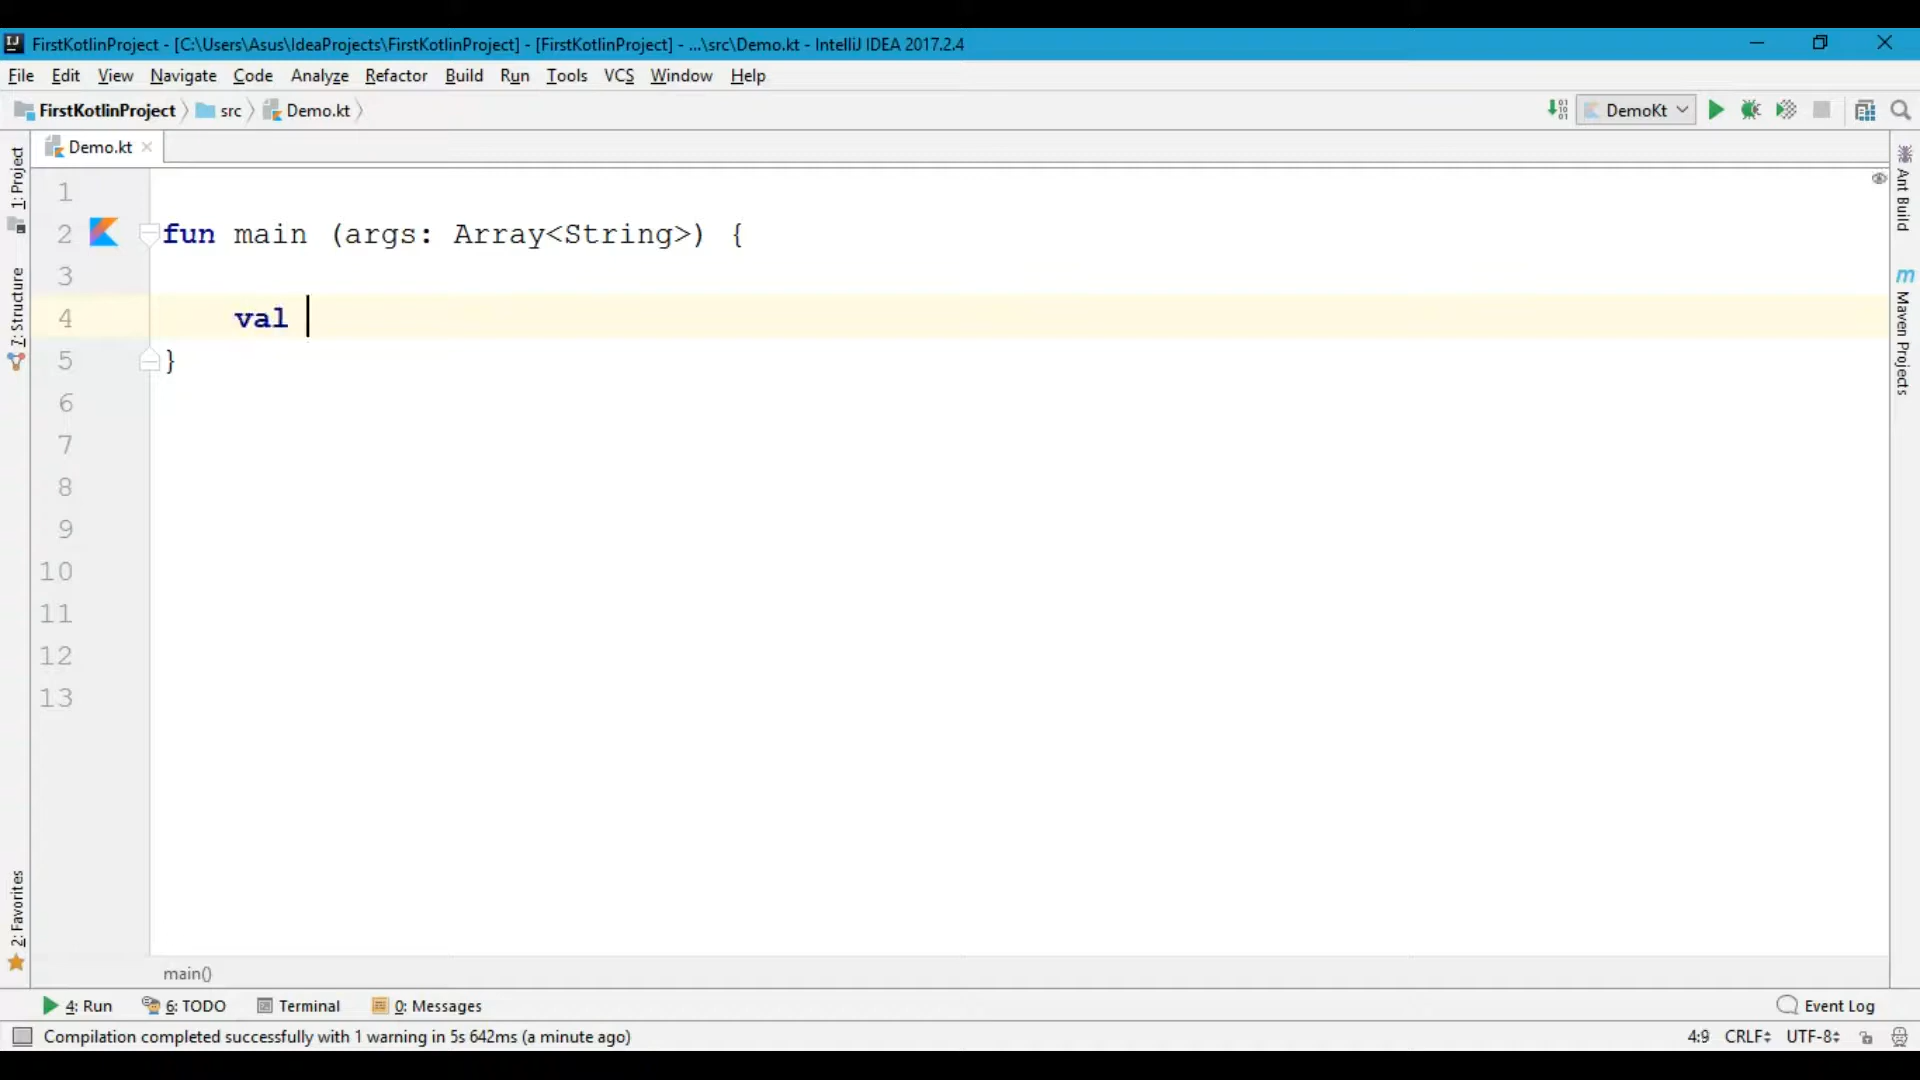 FirstKotlinProject - [C:\Users\Asus\IdeaProjects\FirstKotlinProject] - [FirstKotlinProject] - ...\src\Demo.kt - IntelliJ IDEA 2017.2.4
File Edit View Navigate Code Analyze Refactor Build Run Tools VCS Window Help
FirstKotlinProject src Demo.kt DemoKt
Demo.kt
1: Project
7: Structure
2: Favorites
1
2 fun main (args: Array<String>) {
3
4 val
5 }
6
7
8
9
10
11
12
13
Ant Build
m Maven Projects
main()
4: Run 6: TODO Terminal 0: Messages Event Log
Compilation completed successfully with 1 warning in 5s 642ms (a minute ago) 4:9 CRLF UTF-8